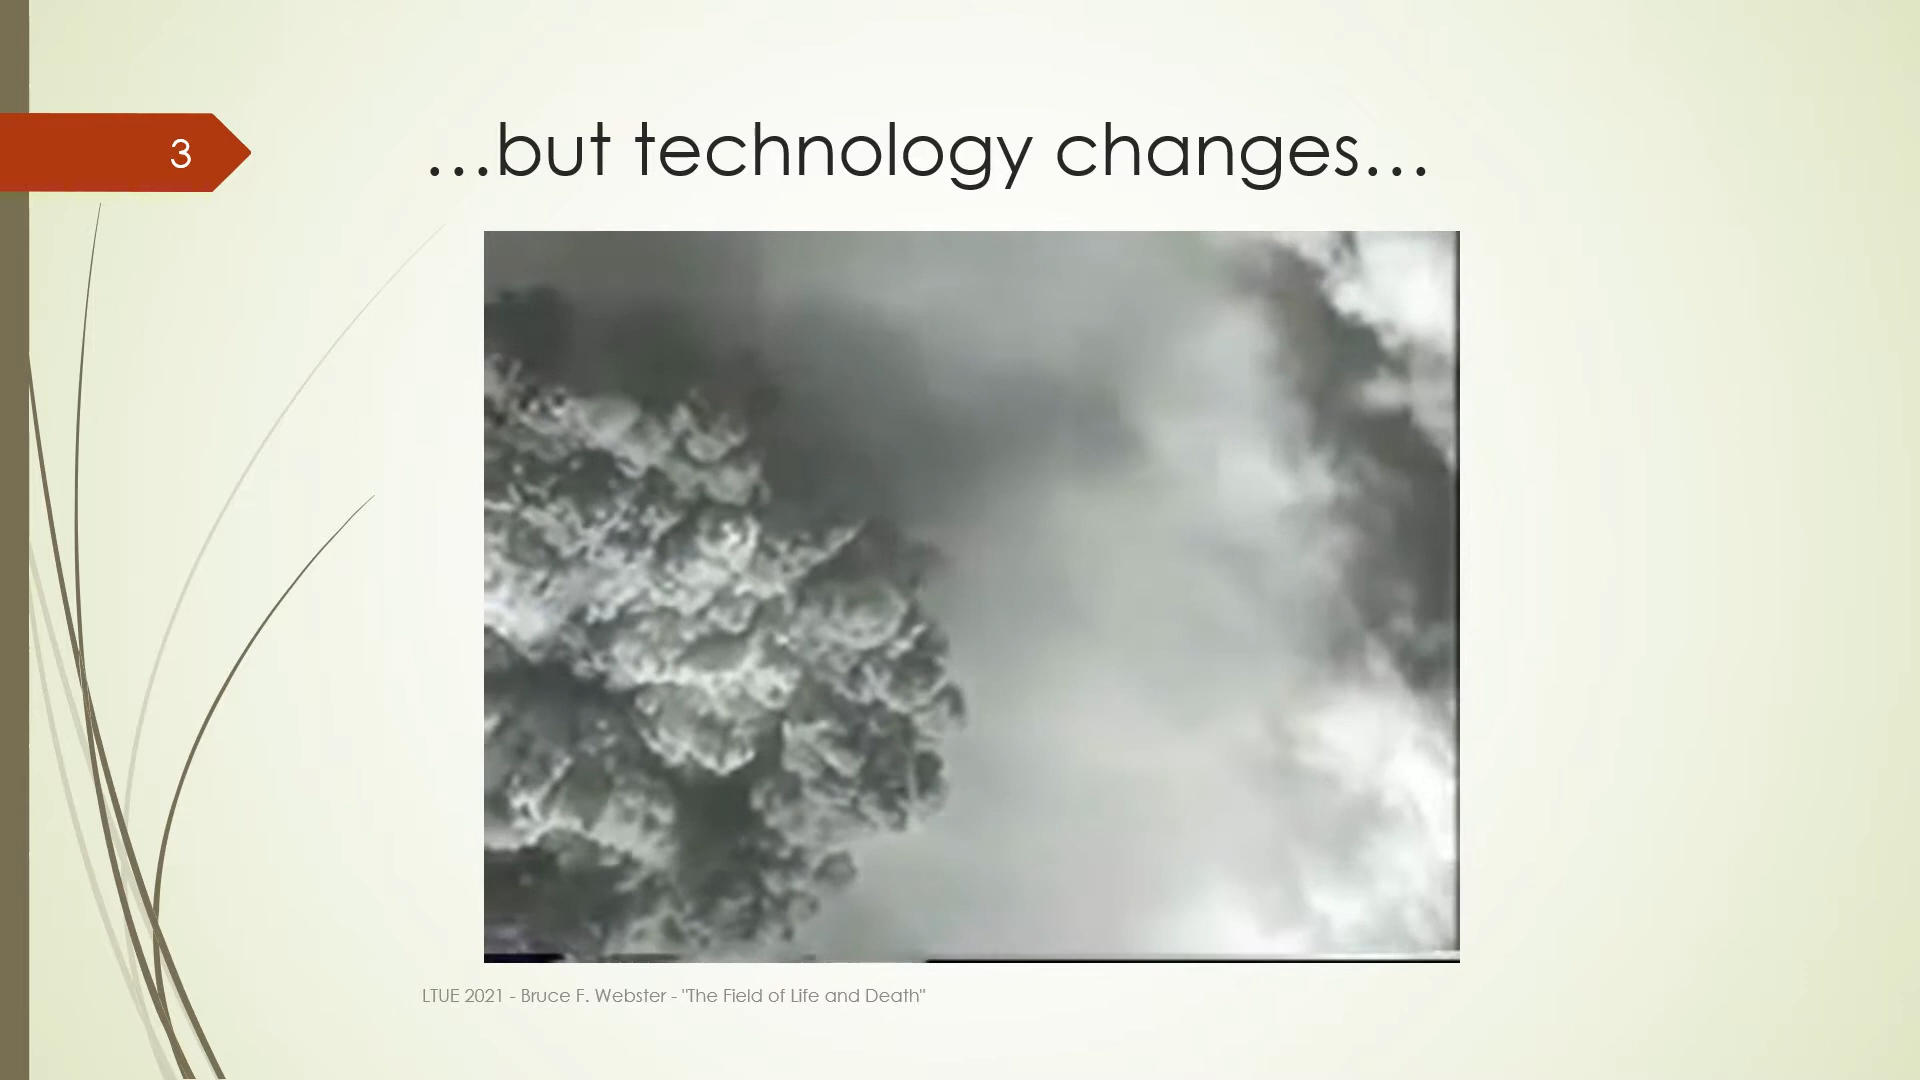 3
…but technology changes…
LTUE 2021 - Bruce F. Webster - "The Field of Life and Death"